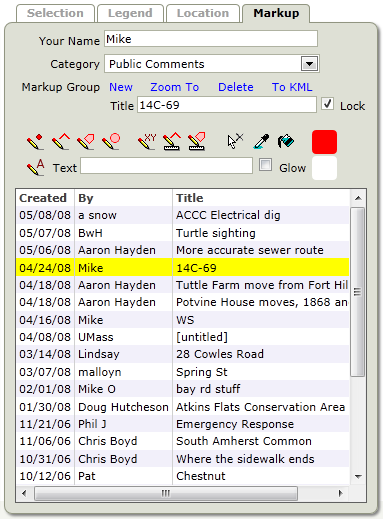 Selection Legend Location Markup
Your Name Mike
Category Public Comments
Markup Group New Zoom To Delete To KML
Title 14C-69 Lock
XY
A Text Glow
Created By Title
05/08/08 a snow ACCC Electrical dig
05/07/08 BwH Turtle sighting
05/06/08 Aaron Hayden More accurate sewer route
04/24/08 Mike 14C-69
04/18/08 Aaron Hayden Tuttle Farm move from Fort Hil
04/18/08 Aaron Hayden Potvine House moves, 1868 an
04/16/08 Mike WS
04/08/08 UMass [untitled]
03/14/08 Lindsay 28 Cowles Road
03/07/08 malloyn Spring St
02/01/08 Mike O bay rd stuff
01/30/08 Doug Hutcheson Atkins Flats Conservation Area
11/21/06 Phil J Emergency Response
11/06/06 Chris Boyd South Amherst Common
10/31/06 Chris Boyd Where the sidewalk ends
10/12/06 Pat Chestnut